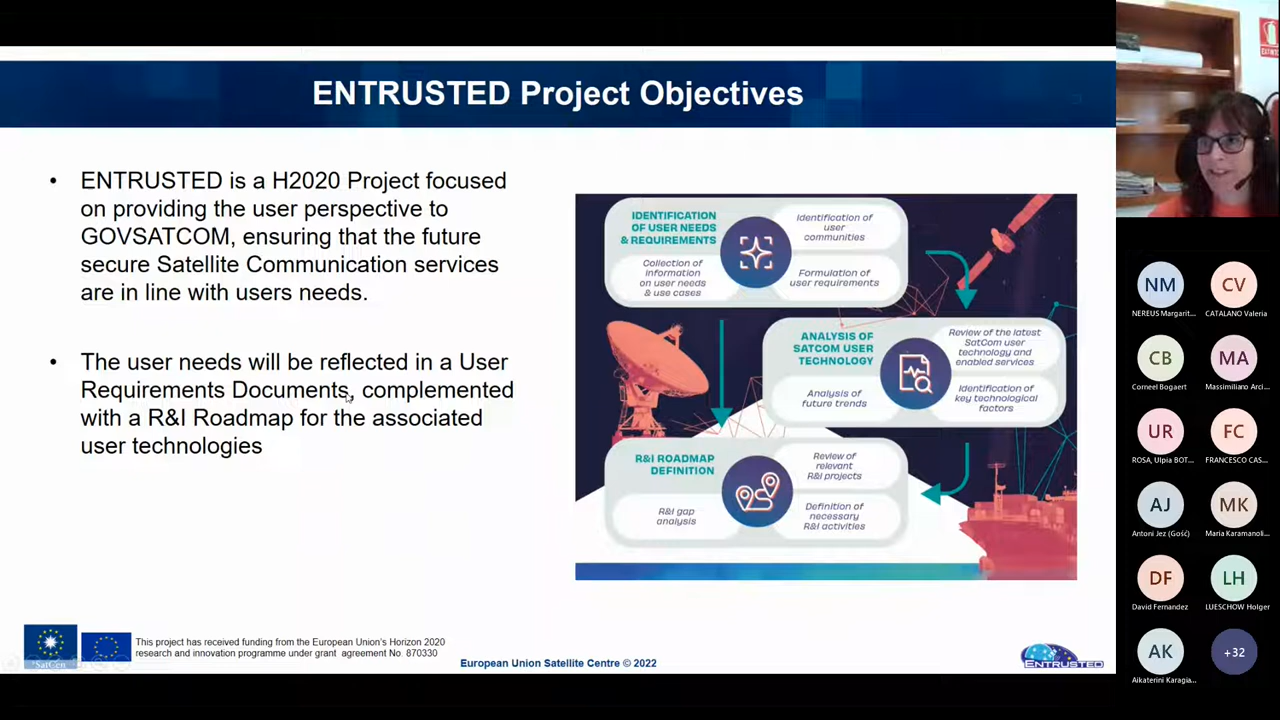 ENTRUSTED Project Objectives
• ENTRUSTED is a H2020 Project focused
on providing the user perspective to
GOVSATCOM, ensuring that the future
secure Satellite Communication services
are in line with users needs.
• The user needs will be reflected in a User
Requirements Documents, complemented
with a R&I Roadmap for the associated
user technologies
IDENTIFICATION
OF USER NEEDS
& REQUIREMENTS
Identification of
user
communities
Collection of
information
on user needs
& use cases
Formulation of
user requirements
ANALYSIS OF
SATCOM USER
TECHNOLOGY
Review of the latest
SatCom user
technology and
enabled services
Analysis of
future trends
Identification of
key technological
factors
R&I ROADMAP
DEFINITION
Review of
relevant
R&I projects
R&I gap
analysis
Definition of
necessary
R&I activities
SatCen
This project has received funding from the European Union's Horizon 2020
research and innovation programme under grant agreement No. 870330
European Union Satellite Centre © 2022
ENTRUSTED
NM
CV
NEREUS Margarit...
CATALANO Valeria
CB
MA
Corneel Bogaert
Massimiliano Arci...
UR
FC
ROSA, Ulpia BOT...
FRANCESCO CAS...
AJ
MK
Antoni Jez (Gość)
Maria Karamanoli...
DF
LH
David Fernandez
LUESCHOW Holger
AK
+32
Aikaterini Karagia...